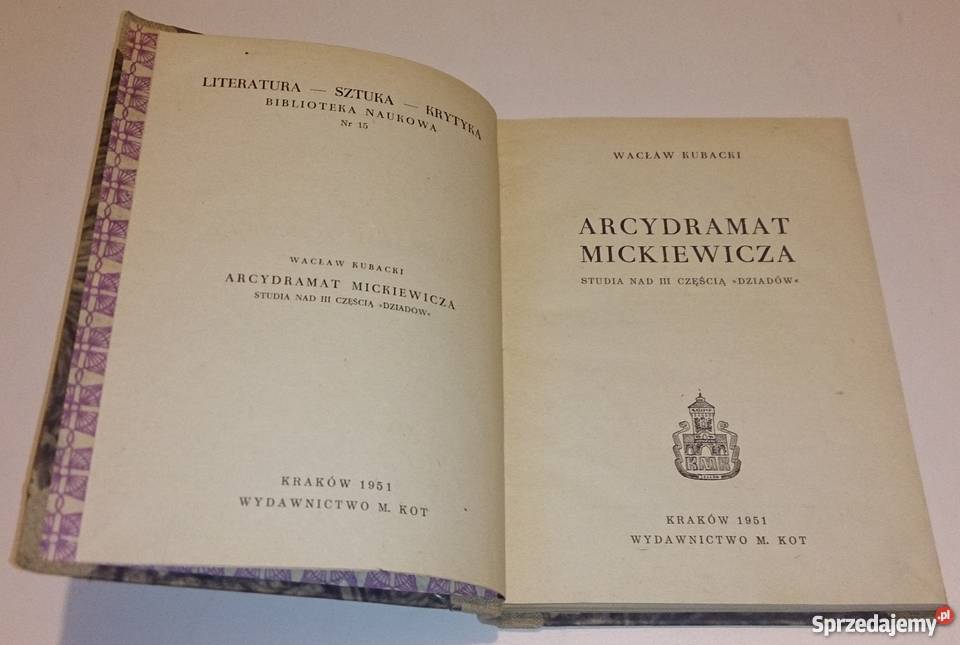 LITERATURA — SZTUKA — KRYTYKA
BIBLIOTEKA NAUKOWA
Nr 15
WACŁAW KUBACKI
ARCYDRAMAT MICKIEWICZA
STUDIA NAD III CZĘŚCIĄ »DZIADÓW«
KRAKÓW 1951
WYDAWNICTWO M. KOT
WACŁAW KUBACKI
ARCYDRAMAT
MICKIEWICZA
STUDIA NAD III CZĘŚCIĄ »DZIADÓW«
KMK
KRAKÓW 1951
WYDAWNICTWO M. KOT
Sprzedajemy.pl